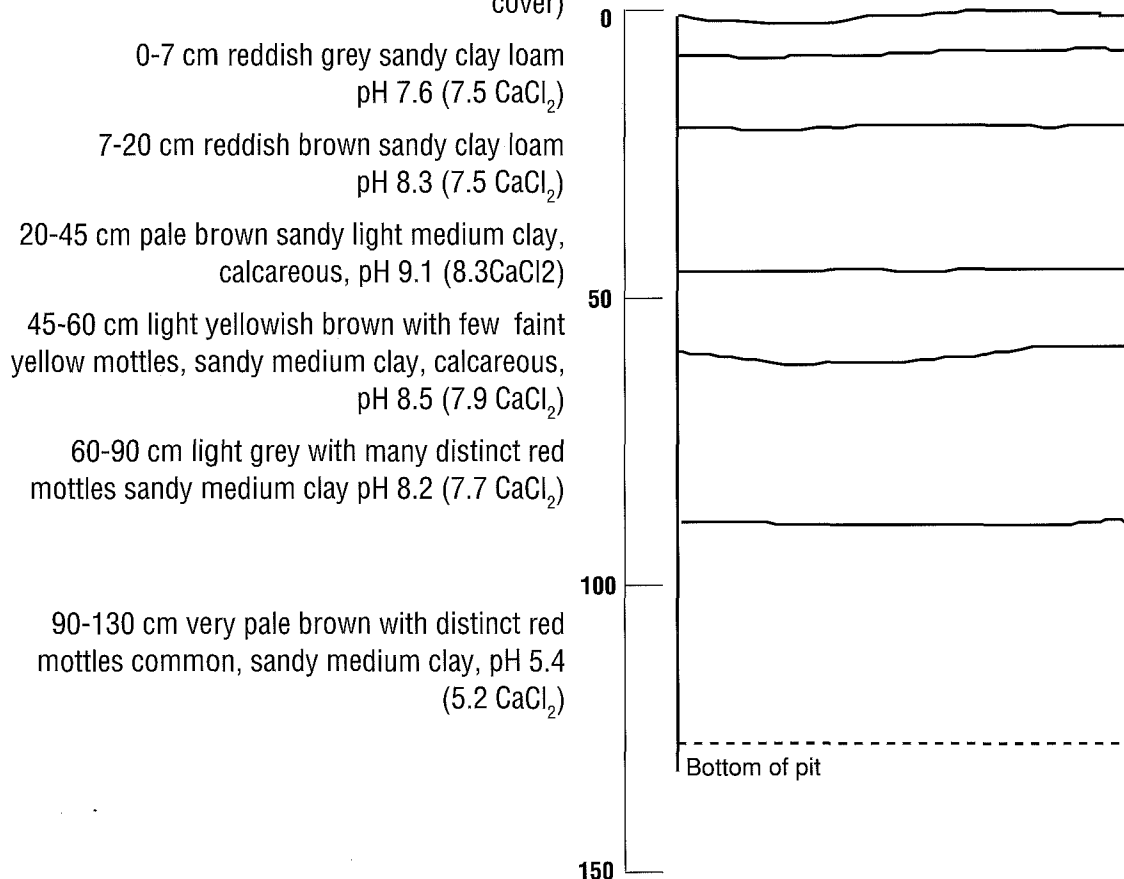 cover)
0-7 cm reddish grey sandy clay loam
pH 7.6 (7.5 CaCl₂)
7-20 cm reddish brown sandy clay loam
pH 8.3 (7.5 CaCl₂)
20-45 cm pale brown sandy light medium clay,
calcareous, pH 9.1 (8.3CaCl2)
45-60 cm light yellowish brown with few faint
yellow mottles, sandy medium clay, calcareous,
pH 8.5 (7.9 CaCl₂)
60-90 cm light grey with many distinct red
mottles sandy medium clay pH 8.2 (7.7 CaCl₂)
90-130 cm very pale brown with distinct red
mottles common, sandy medium clay, pH 5.4
(5.2 CaCl₂)
0
50
100
150
Bottom of pit